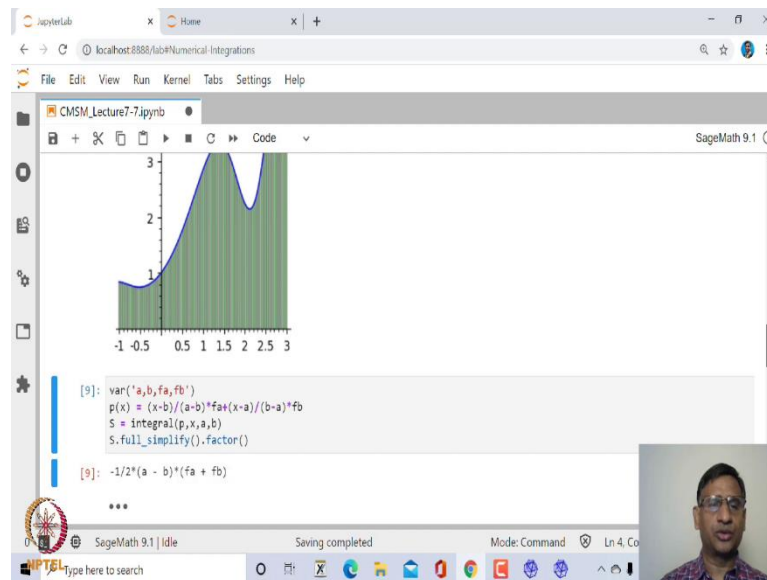 JupyterLab
Home
localhost:8888/lab#Numerical-Integrations
File Edit View Run Kernel Tabs Settings Help
CMSM_Lecture7-7.ipynb
Code
SageMath 9.1
3
2
1
-1 -0.5 0.5 1 1.5 2 2.5 3
[9]: var('a,b,fa,fb')
p(x) = (x-b)/(a-b)*fa+(x-a)/(b-a)*fb
S = integral(p,x,a,b)
S.full_simplify().factor()
[9]: -1/2*(a - b)*(fa + fb)
SageMath 9.1 | Idle Saving completed Mode: Command Ln 4, Co
NPTEL
Type here to search